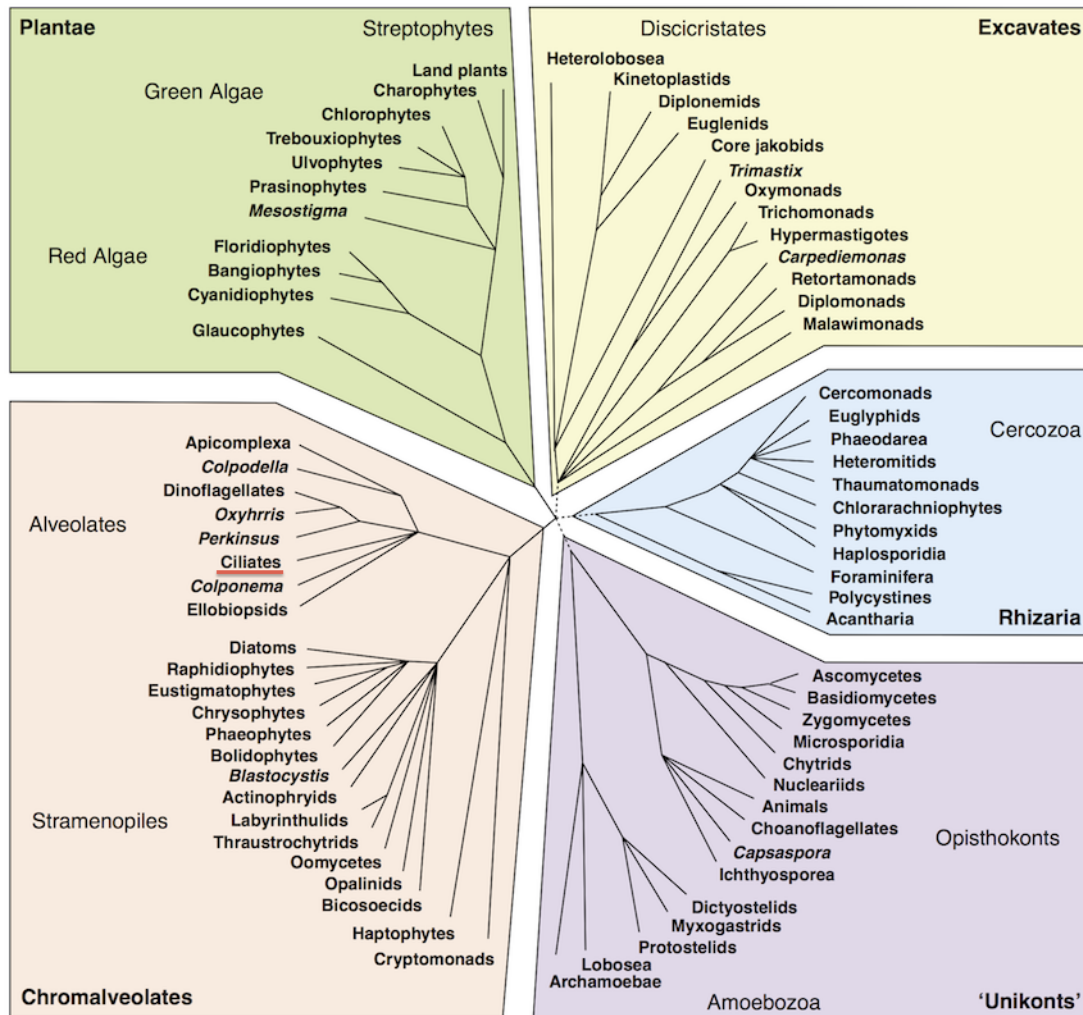 Plantae
Streptophytes
Land plants
Charophytes
Green Algae
Chlorophytes
Trebouxiophytes
Ulvophytes
Prasinophytes
Mesostigma
Red Algae
Floridiophytes
Bangiophytes
Cyanidiophytes
Glaucophytes
Discicristates
Excavates
Heterolobosea
Kinetoplastids
Diplonemids
Euglenids
Core jakobids
Trimastix
Oxymonads
Trichomonads
Hypermastigotes
Carpediemonas
Retortamonads
Diplomonads
Malawimonads
Cercomonads
Euglyphids
Cercozoa
Phaeodarea
Heteromitids
Thaumatomonads
Chlorarachniophytes
Phytomyxids
Haplosporidia
Foraminifera
Polycystines
Acantharia
Rhizaria
Apicomplexa
Colpodella
Dinoflagellates
Alveolates
Oxyhrris
Perkinsus
Ciliates
Colponema
Ellobiopsids
Diatoms
Raphidiophytes
Eustigmatophytes
Chrysophytes
Phaeophytes
Bolidophytes
Blastocystis
Actinophryids
Stramenopiles
Labyrinthulids
Thraustrochytrids
Oomycetes
Opalinids
Bicosoecids
Haptophytes
Cryptomonads
Chromalveolates
Ascomycetes
Basidiomycetes
Zygomycetes
Microsporidia
Chytrids
Nucleariids
Animals
Choanoflagellates
Opisthokonts
Capsaspora
Ichthyosporea
Dictyostelids
Myxogastrids
Protostelids
Lobosea
Archamoebae
Amoebozoa
'Unikonts'